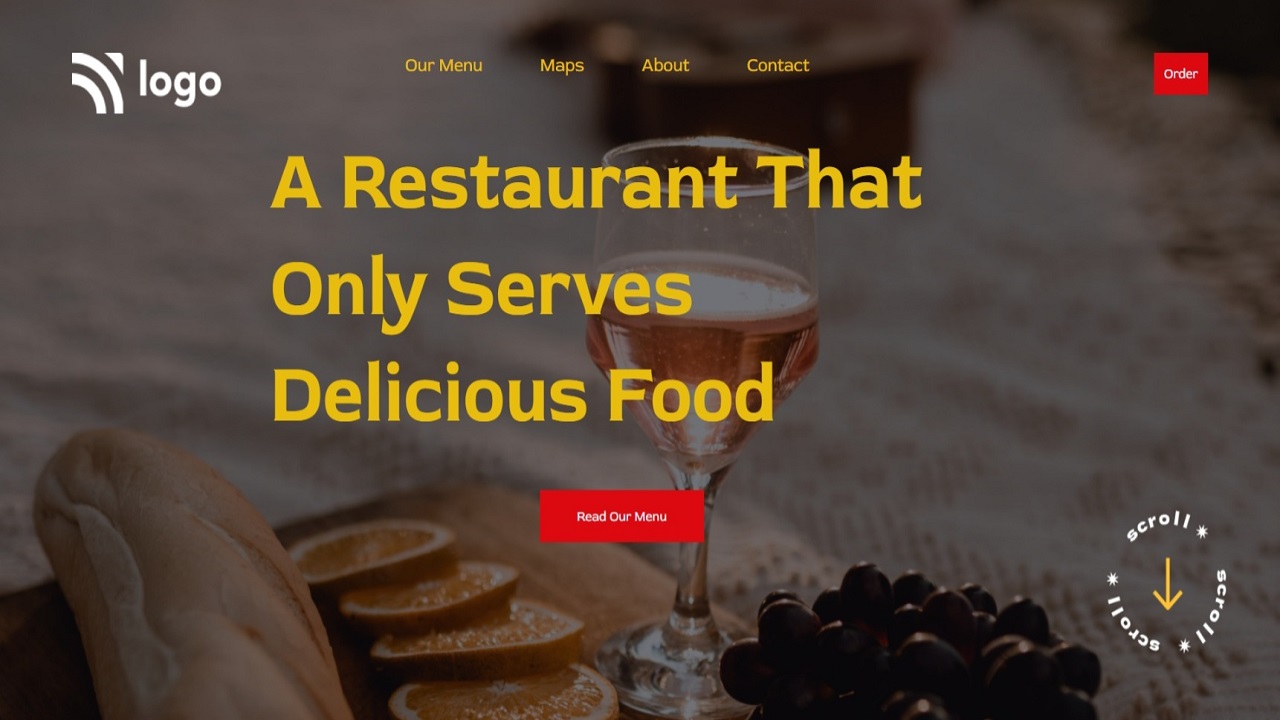 logo
Our Menu
Maps
About
Contact
Order
A Restaurant That
Only Serves
Delicious Food
Read Our Menu
scroll
scroll
sc
scroll